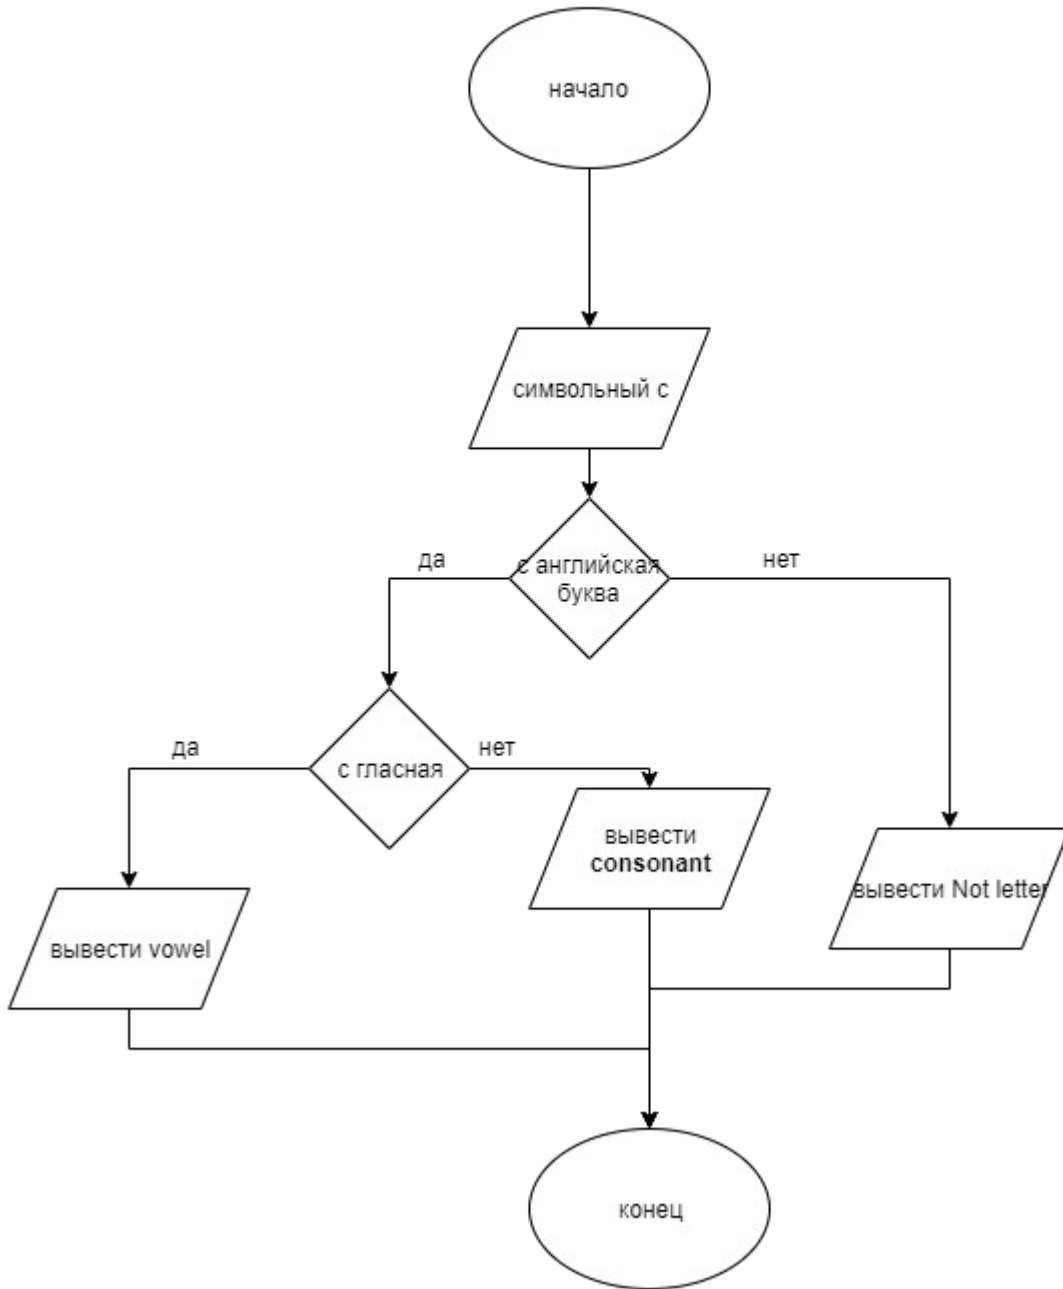 начало
символьный с
с английская
буква
да
нет
с гласная
да
нет
вывести
consonant
вывести Not letter
вывести vowel
конец